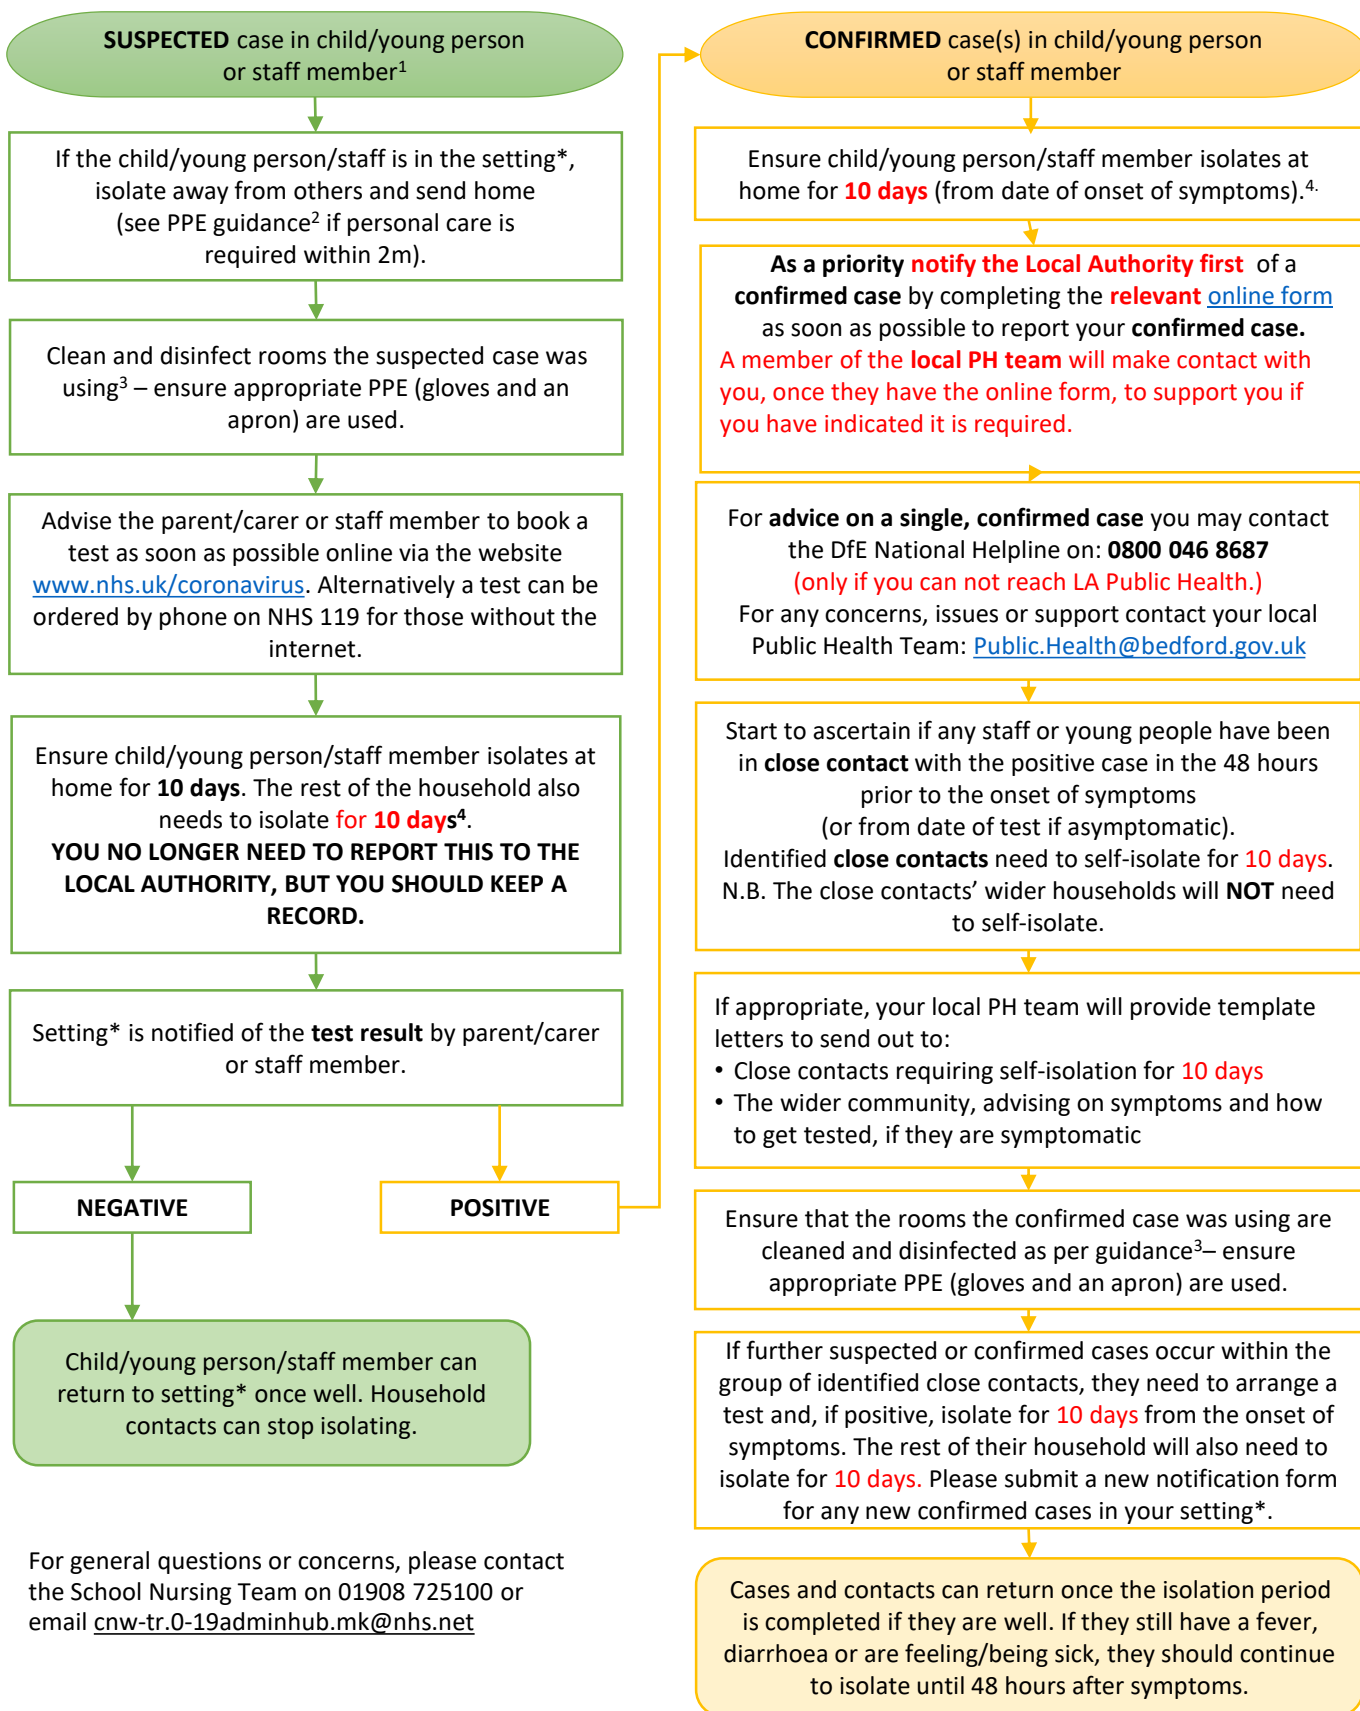 SUSPECTED case in child/young person
or staff member¹
If the child/young person/staff is in the setting*,
isolate away from others and send home
(see PPE guidance² if personal care is
required within 2m).
Clean and disinfect rooms the suspected case was
using³ – ensure appropriate PPE (gloves and an
apron) are used.
Advise the parent/carer or staff member to book a
test as soon as possible online via the website
www.nhs.uk/coronavirus. Alternatively a test can be
ordered by phone on NHS 119 for those without the
internet.
Ensure child/young person/staff member isolates at
home for 10 days. The rest of the household also
needs to isolate for 10 days⁴.
YOU NO LONGER NEED TO REPORT THIS TO THE
LOCAL AUTHORITY, BUT YOU SHOULD KEEP A
RECORD.
Setting* is notified of the test result by parent/carer
or staff member.
NEGATIVE
POSITIVE
Child/young person/staff member can
return to setting* once well. Household
contacts can stop isolating.
For general questions or concerns, please contact
the School Nursing Team on 01908 725100 or
email cnw-tr.0-19adminhub.mk@nhs.net
CONFIRMED case(s) in child/young person
or staff member
Ensure child/young person/staff member isolates at
home for 10 days (from date of onset of symptoms).⁴·
As a priority notify the Local Authority first of a
confirmed case by completing the relevant online form
as soon as possible to report your confirmed case.
A member of the local PH team will make contact with
you, once they have the online form, to support you if
you have indicated it is required.
For advice on a single, confirmed case you may contact
the DfE National Helpline on: 0800 046 8687
(only if you can not reach LA Public Health.)
For any concerns, issues or support contact your local
Public Health Team: Public.Health@bedford.gov.uk
Start to ascertain if any staff or young people have been
in close contact with the positive case in the 48 hours
prior to the onset of symptoms
(or from date of test if asymptomatic).
Identified close contacts need to self-isolate for 10 days.
N.B. The close contacts’ wider households will NOT need
to self-isolate.
If appropriate, your local PH team will provide template
letters to send out to:
• Close contacts requiring self-isolation for 10 days
• The wider community, advising on symptoms and how
to get tested, if they are symptomatic
Ensure that the rooms the confirmed case was using are
cleaned and disinfected as per guidance³– ensure
appropriate PPE (gloves and an apron) are used.
If further suspected or confirmed cases occur within the
group of identified close contacts, they need to arrange a
test and, if positive, isolate for 10 days from the onset of
symptoms. The rest of their household will also need to
isolate for 10 days. Please submit a new notification form
for any new confirmed cases in your setting*.
Cases and contacts can return once the isolation period
is completed if they are well. If they still have a fever,
diarrhoea or are feeling/being sick, they should continue
to isolate until 48 hours after symptoms.